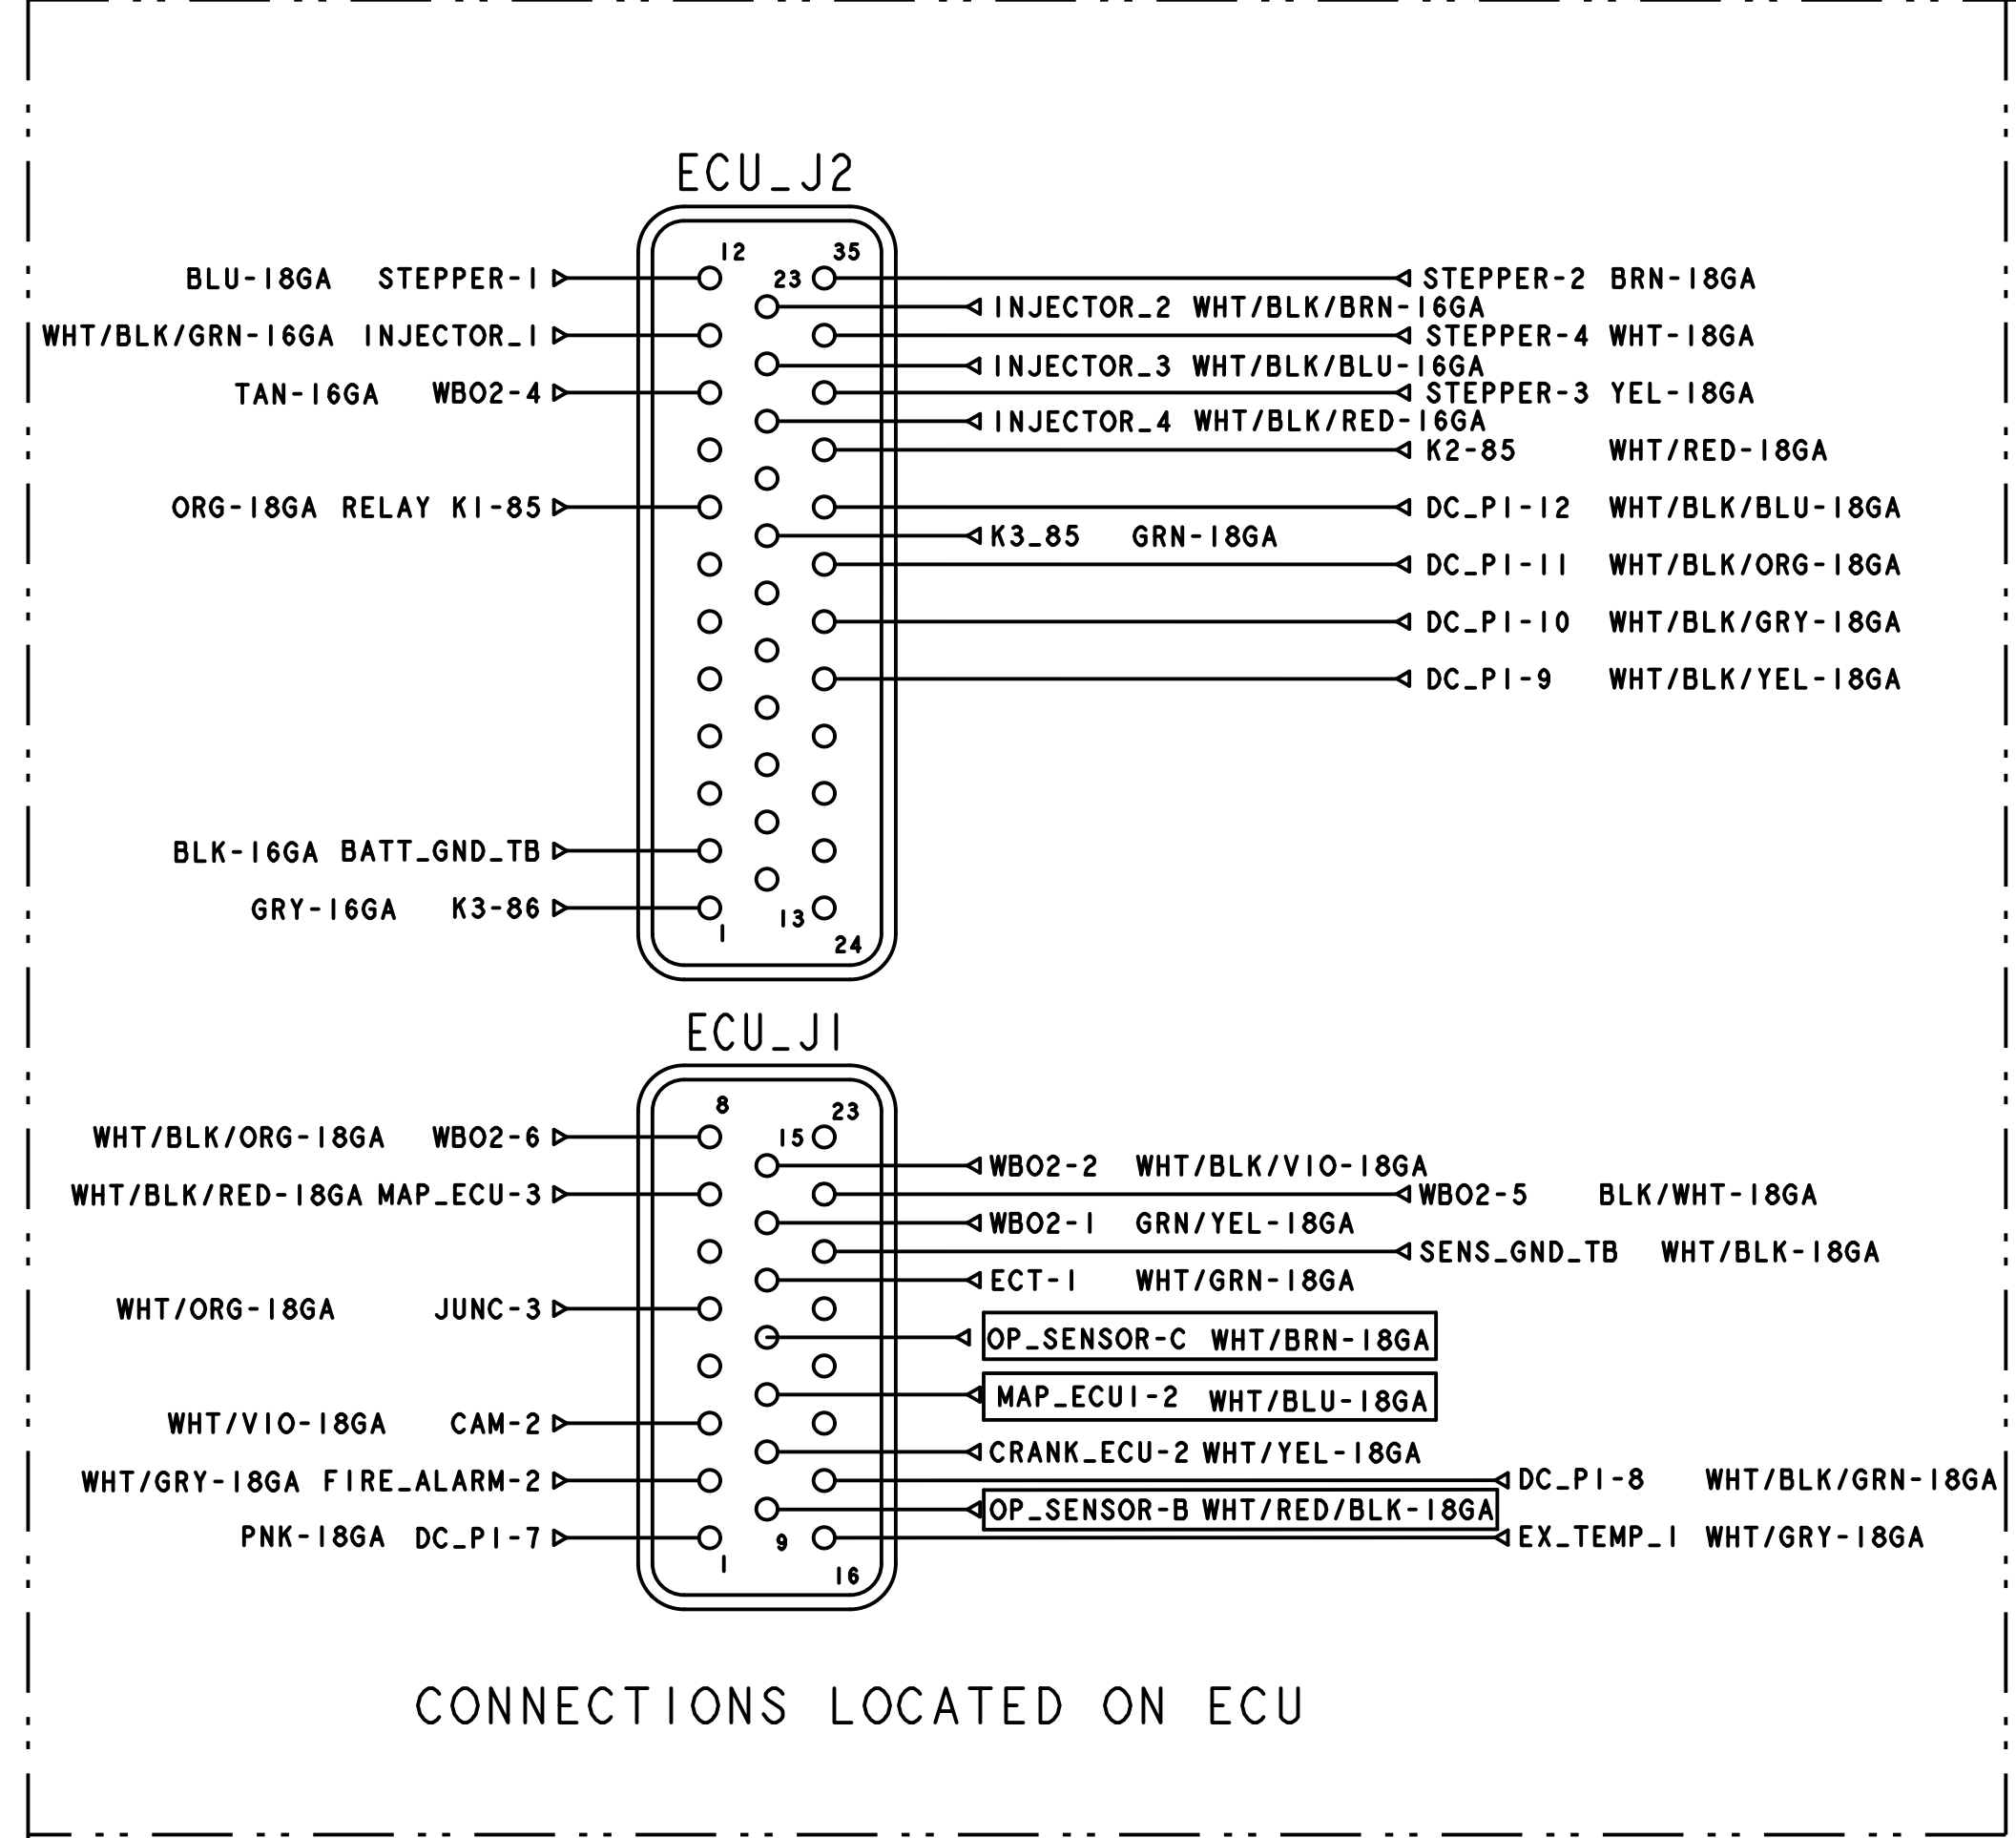 ECU_J2
12 35
BLU-18GA STEPPER-1 23 STEPPER-2 BRN-18GA
INJECTOR_2 WHT/BLK/BRN-16GA
WHT/BLK/GRN-16GA INJECTOR_1 STEPPER-4 WHT-18GA
INJECTOR_3 WHT/BLK/BLU-16GA
TAN-16GA WBO2-4 STEPPER-3 YEL-18GA
INJECTOR_4 WHT/BLK/RED-16GA
K2-85 WHT/RED-18GA
ORG-18GA RELAY K1-85 DC_P1-12 WHT/BLK/BLU-18GA
K3_85 GRN-18GA
DC_P1-11 WHT/BLK/ORG-18GA
DC_P1-10 WHT/BLK/GRY-18GA
DC_P1-9 WHT/BLK/YEL-18GA
BLK-16GA BATT_GND_TB
GRY-16GA K3-86 13
1 24
ECU_J1
8 23
WHT/BLK/ORG-18GA WBO2-6 15
WBO2-2 WHT/BLK/VIO-18GA
WHT/BLK/RED-18GA MAP_ECU-3 WBO2-5 BLK/WHT-18GA
WBO2-1 GRN/YEL-18GA
SENS_GND_TB WHT/BLK-18GA
ECT-1 WHT/GRN-18GA
WHT/ORG-18GA JUNC-3
OP_SENSOR-C WHT/BRN-18GA
MAP_ECU1-2 WHT/BLU-18GA
WHT/VIO-18GA CAM-2
CRANK_ECU-2 WHT/YEL-18GA
WHT/GRY-18GA FIRE_ALARM-2 DC_P1-8 WHT/BLK/GRN-18GA
OP_SENSOR-B WHT/RED/BLK-18GA
PNK-18GA DC_P1-7 9 EX_TEMP_1 WHT/GRY-18GA
1 16
CONNECTIONS LOCATED ON ECU